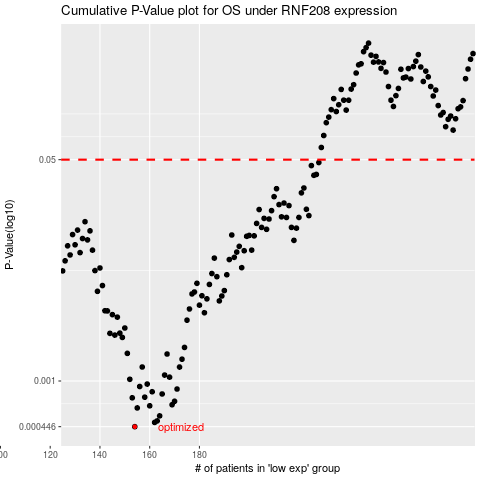 Cumulative P-Value plot for OS under RNF208 expression
P-Value(log10)
0.05
0.001
0.000446
optimized
00 120 140 160 180
# of patients in 'low exp' group